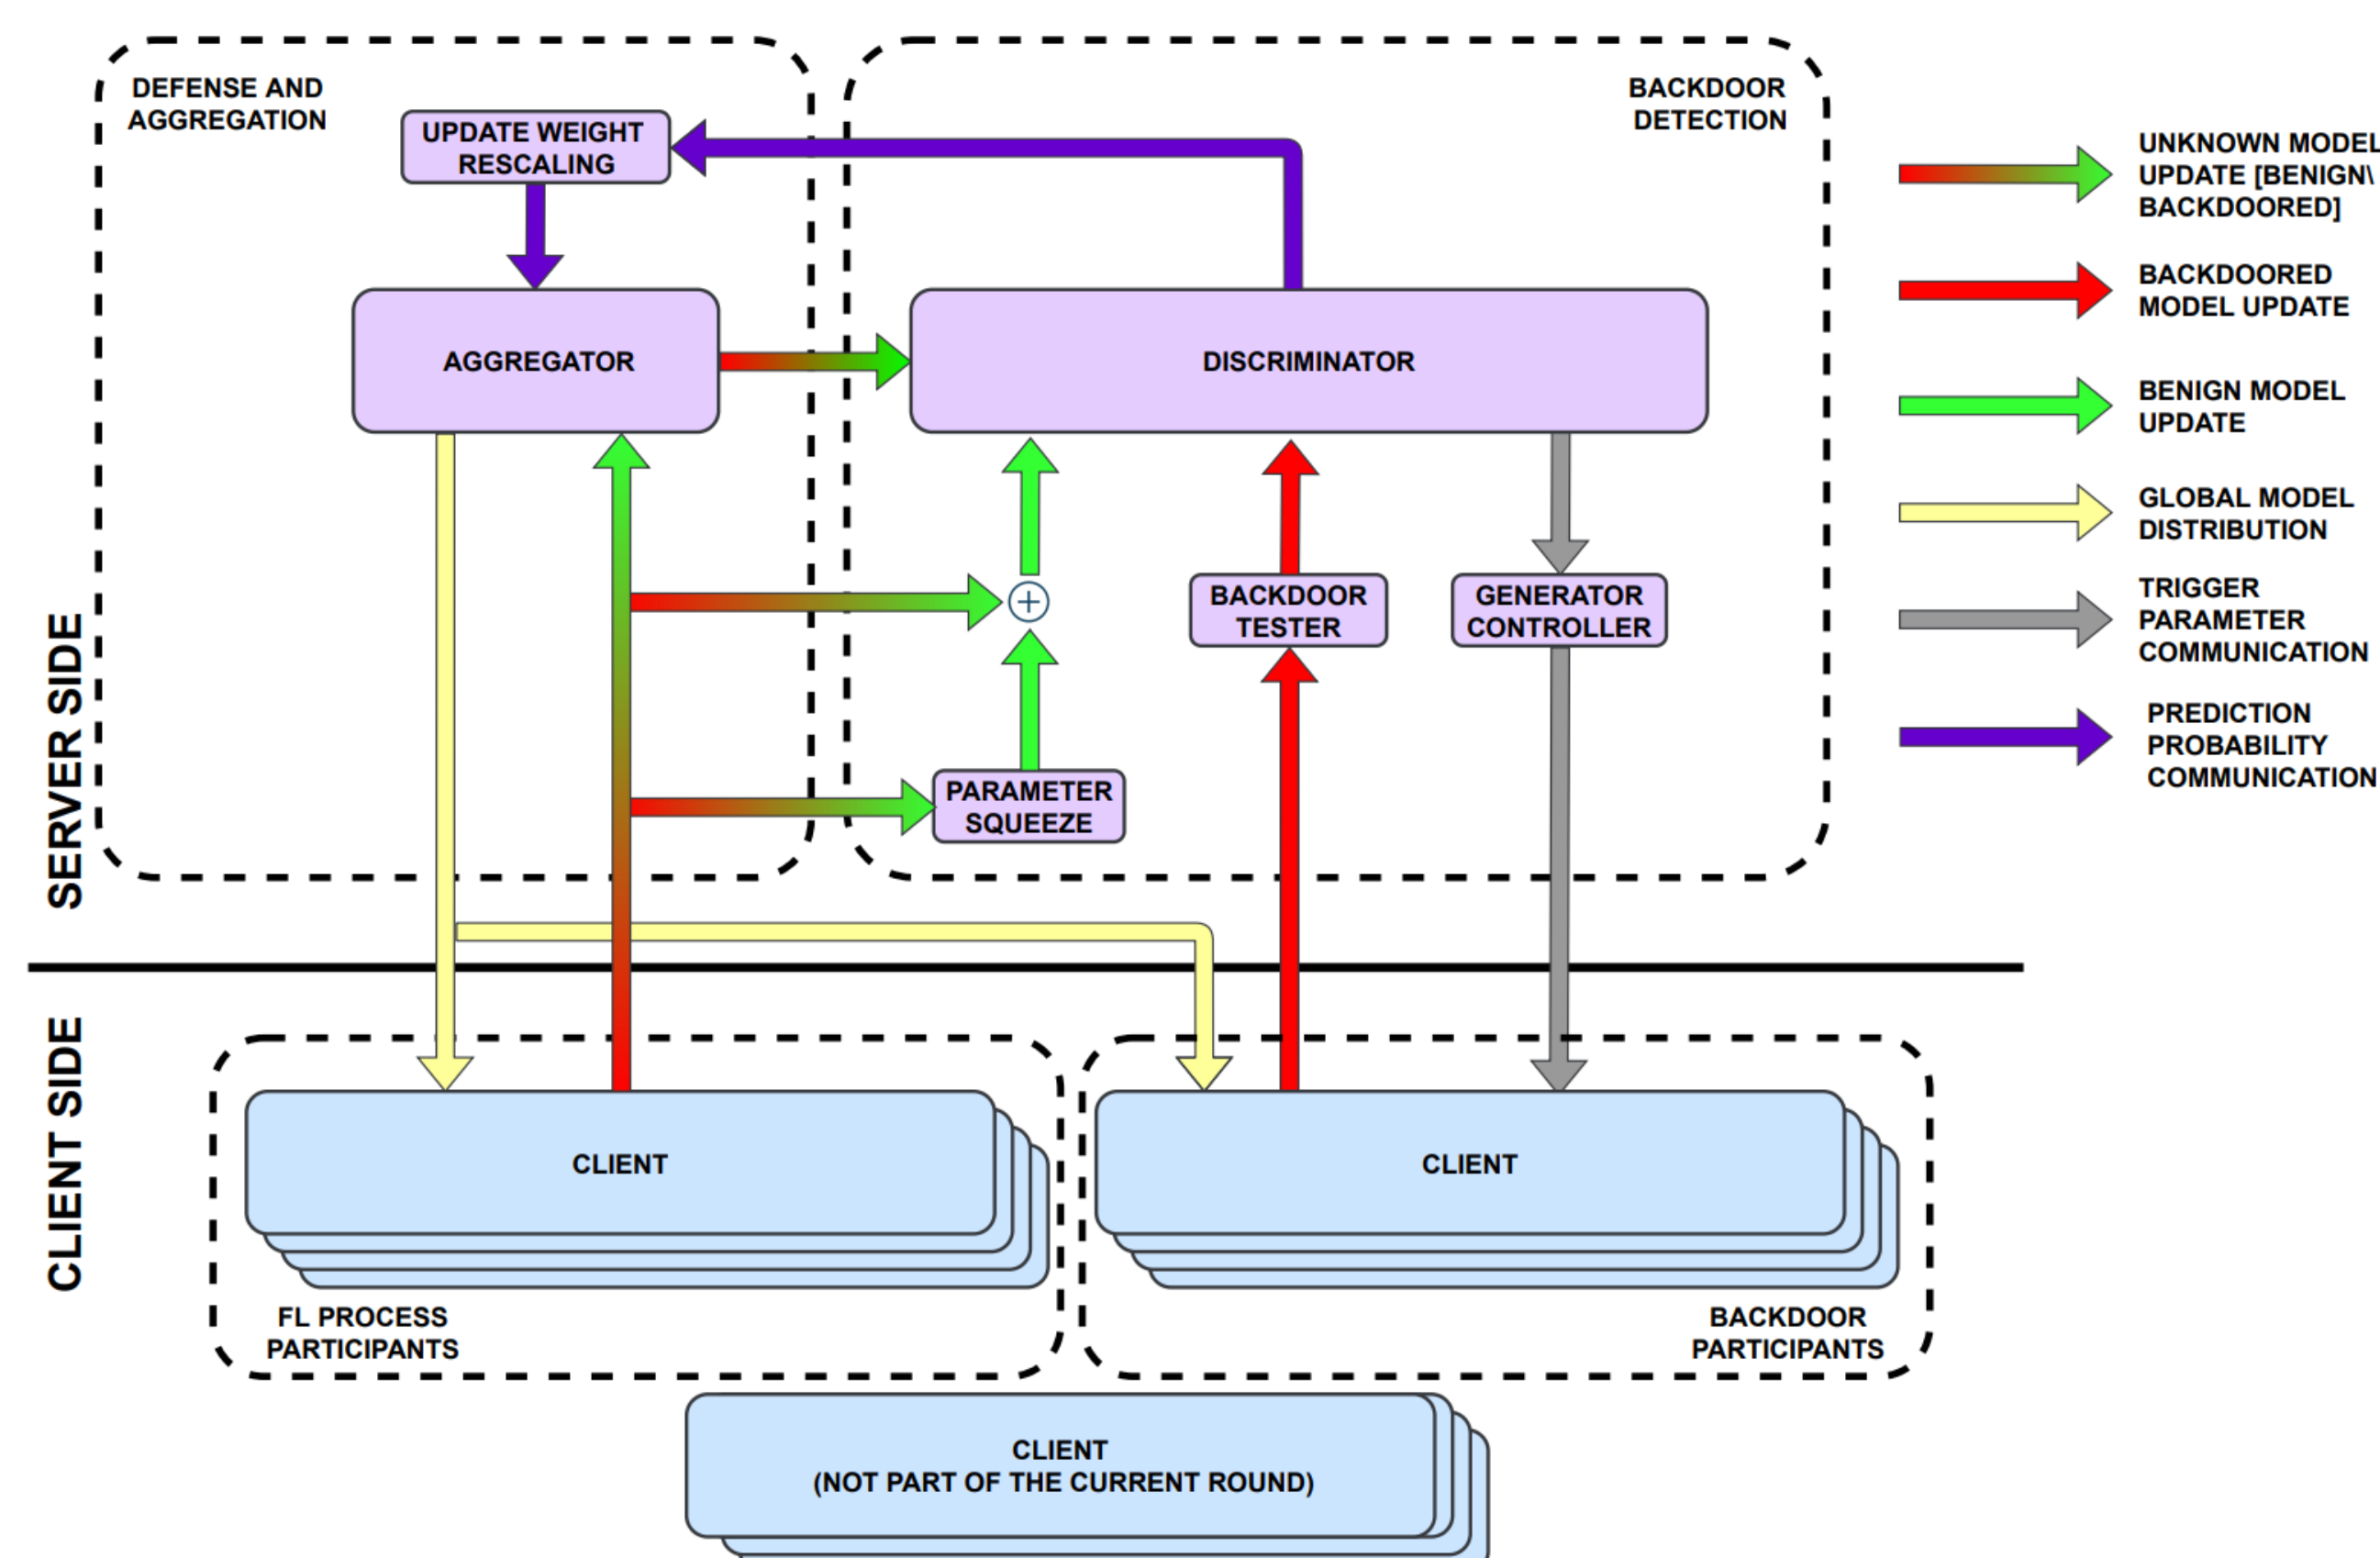 DEFENSE AND
AGGREGATION
UPDATE WEIGHT
RESCALING
BACKDOOR
DETECTION
AGGREGATOR
DISCRIMINATOR
BACKDOOR
TESTER
GENERATOR
CONTROLLER
PARAMETER
SQUEEZE
SERVER SIDE
CLIENT SIDE
CLIENT
CLIENT
FL PROCESS
PARTICIPANTS
BACKDOOR
PARTICIPANTS
CLIENT
(NOT PART OF THE CURRENT ROUND)
UNKNOWN MODEL
UPDATE [BENIGN\
BACKDOORED]
BACKDOORED
MODEL UPDATE
BENIGN MODEL
UPDATE
GLOBAL MODEL
DISTRIBUTION
TRIGGER
PARAMETER
COMMUNICATION
PREDICTION
PROBABILITY
COMMUNICATION